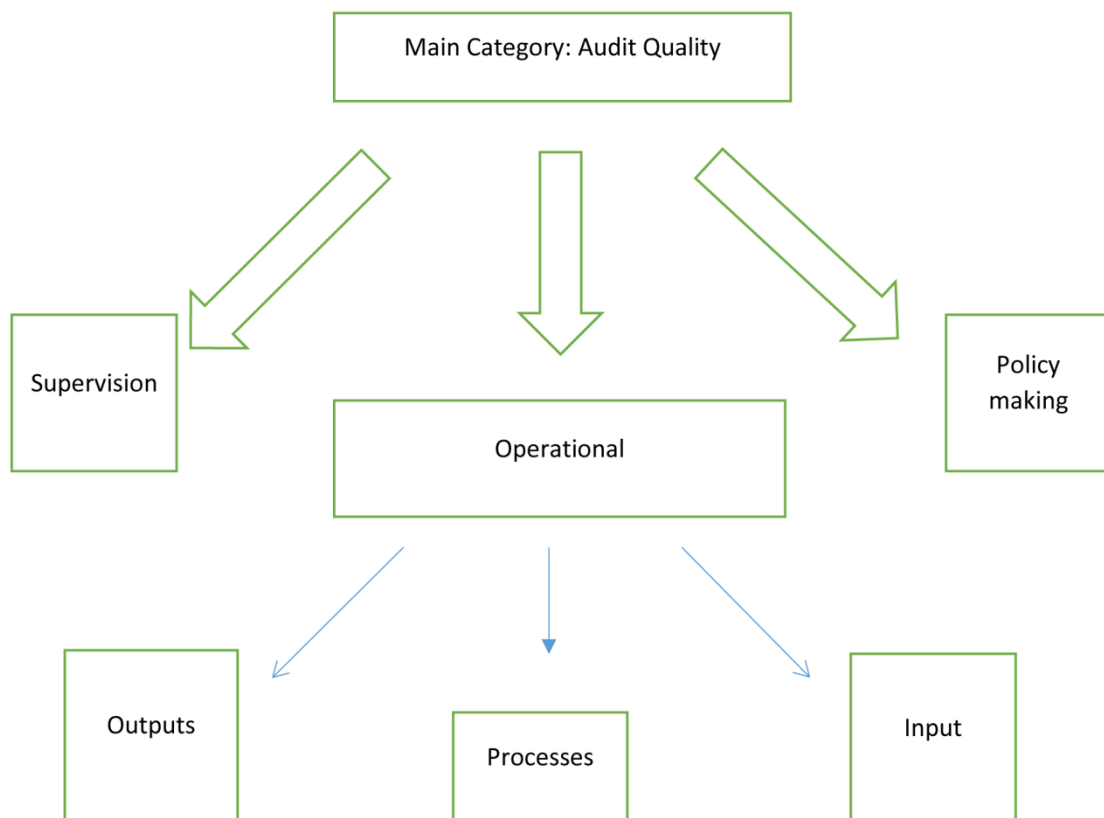 Main Category: Audit Quality
Supervision
Policy
making
Operational
Outputs
Processes
Input